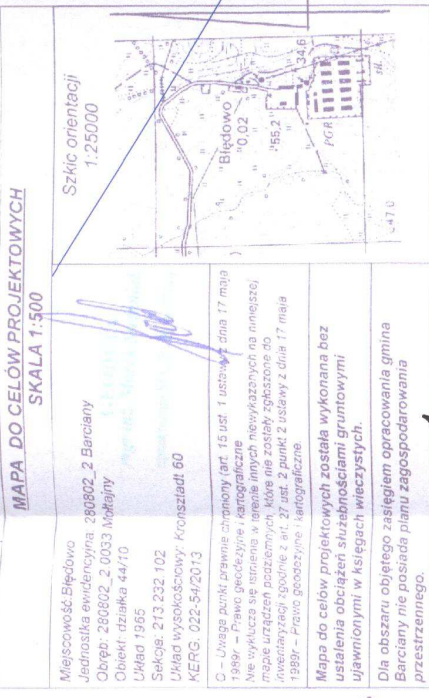 MAPA DO CELÓW PROJEKTOWYCH
SKALA 1:500
Miejscowość Błędowo
Jednostka ewidencyjna: 280802_2 Barciany
Obręb: 280802_2.0033 Mołtajny
Obiekt: działka 44/10
Układ 1965
Sekcja: 213.232.102
Układ wysokościowy: Kronsztadt 60
KERG. 022-54/2013
Szkic orientacji
1:25000
Błędowo
0,02
55,2
34,6
PGR
O – Uwaga punkt prawnie chroniony (art. 15 ust. 1 ustawy z dnia 17 maja
1989r – Prawo geodezyjne i kartograficzne
Nie wyklucza się istnienia w terenie innych niewykazanych na niniejszej
mapie urządzeń podziemnych, które nie zostały zgłoszone do
inwentaryzacji zgodnie z art. 27 ust. 2 punkt 2 ustawy z dnia 17 maja
1989r – Prawo geodezyjne i kartograficzne.
Mapa do celów projektowych została wykonana bez
ustalenia obciążeń służebnościami gruntowymi
ujawnionymi w księgach wieczystych.
Dla obszaru objętego zasięgiem opracowania gmina
Barciany nie posiada planu zagospodarowania
przestrzennego.